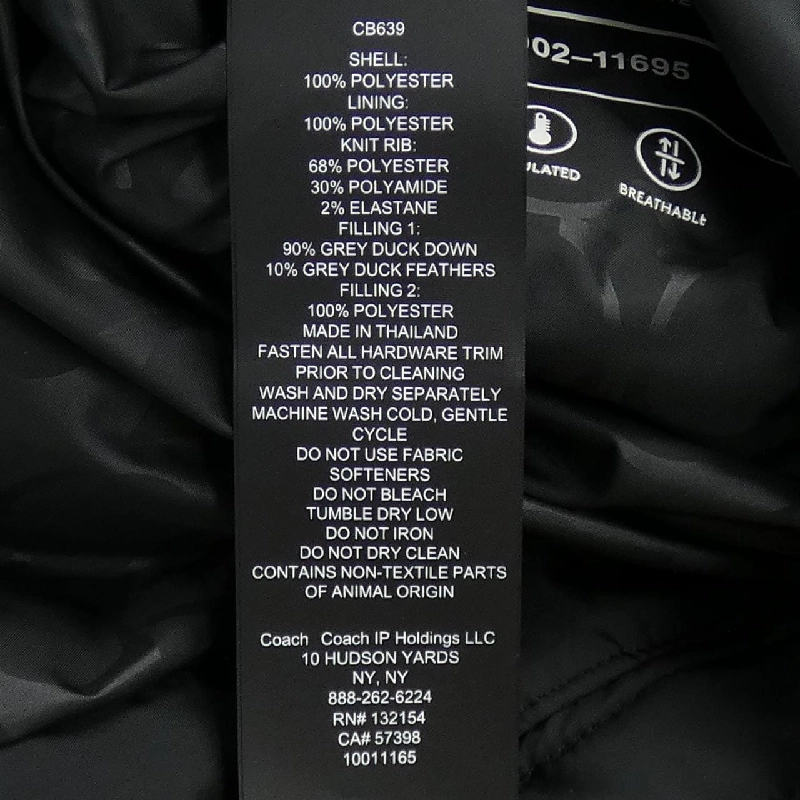 CB639
SHELL:
100% POLYESTER
LINING:
100% POLYESTER
KNIT RIB:
68% POLYESTER
30% POLYAMIDE
2% ELASTANE
FILLING 1:
90% GREY DUCK DOWN
10% GREY DUCK FEATHERS
FILLING 2:
100% POLYESTER
MADE IN THAILAND
FASTEN ALL HARDWARE TRIM
PRIOR TO CLEANING
WASH AND DRY SEPARATELY
MACHINE WASH COLD, GENTLE
CYCLE
DO NOT USE FABRIC
SOFTENERS
DO NOT BLEACH
TUMBLE DRY LOW
DO NOT IRON
DO NOT DRY CLEAN
CONTAINS NON-TEXTILE PARTS
OF ANIMAL ORIGIN
Coach Coach IP Holdings LLC
10 HUDSON YARDS
NY, NY
888-262-6224
RN# 132154
CA# 57398
10011165
02-11695
BREATHABLE